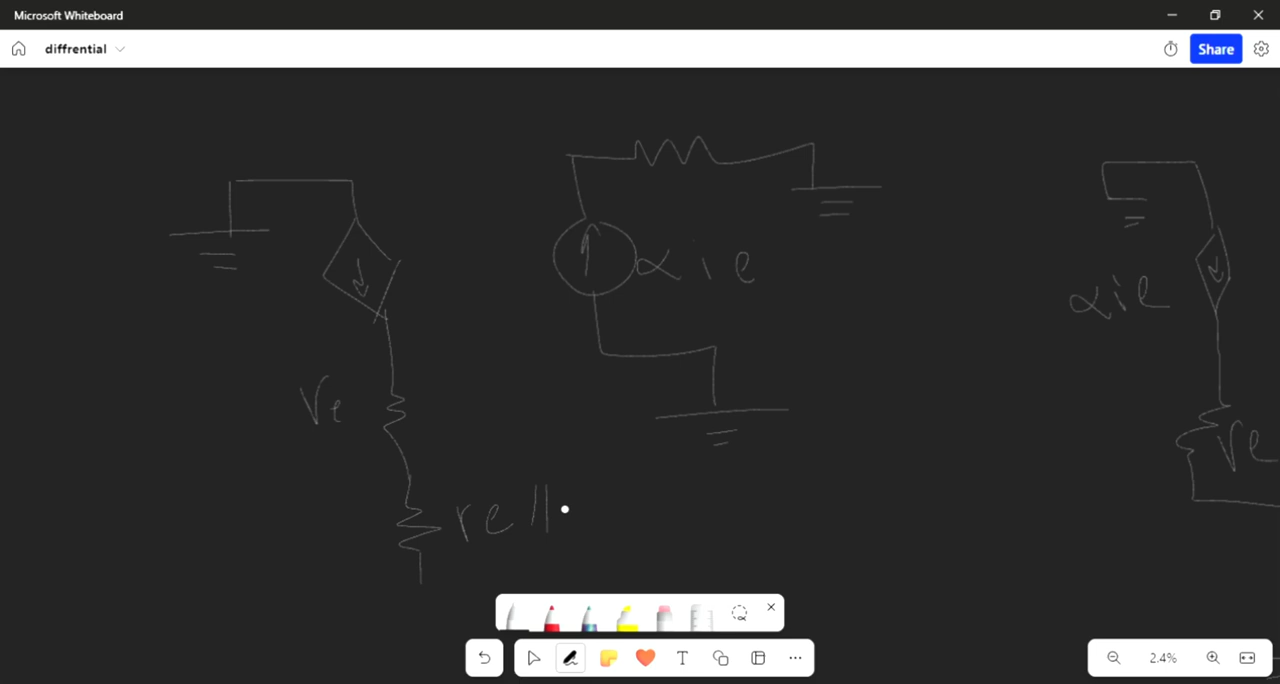 Microsoft Whiteboard
diffrential
Share
αie
αie
re
re
re||
2.4%